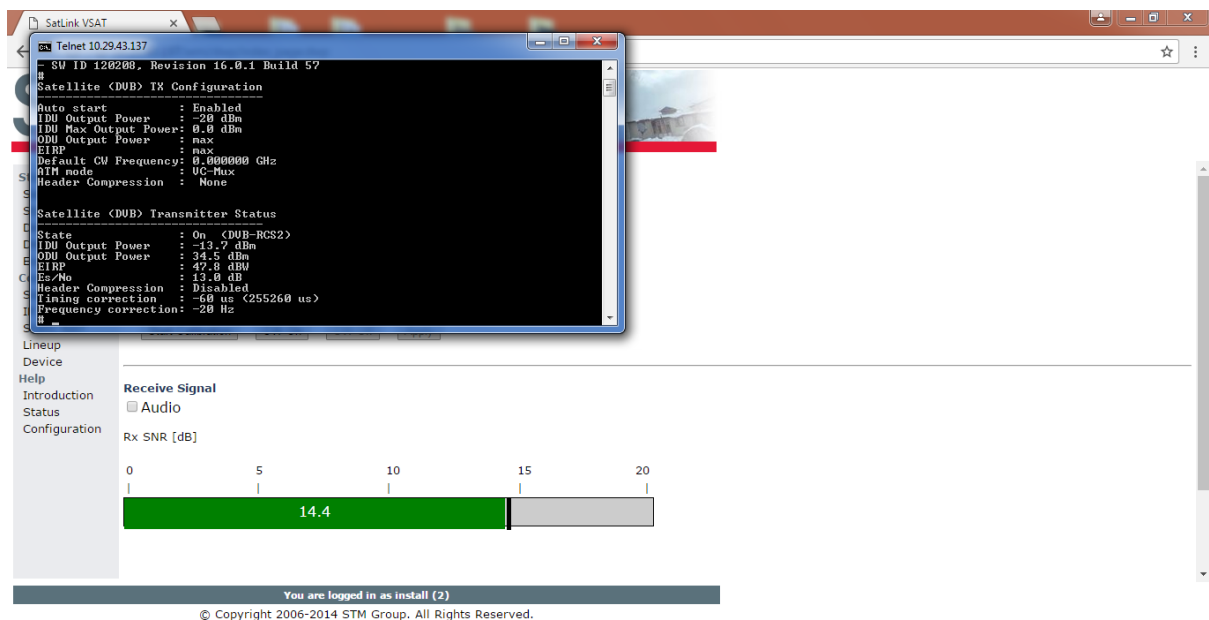 SatLink VSAT
Telnet 10.29.43.137
- SW ID 120208, Revision 16.0.1 Build 57
#
Satellite (DVB) TX Configuration
Auto start : Enabled
IDU Output Power : -20 dBm
IDU Max Output Power: 0.0 dBm
ODU Output Power : max
EIRP : max
Default CW Frequency: 0.000000 GHz
ATM mode : VC-Mux
Header Compression : None
Satellite (DVB) Transmitter Status
State : On (DVB-RCS2)
IDU Output Power : -13.7 dBm
ODU Output Power : 34.5 dBm
EIRP : 47.8 dBW
Es/No : 13.0 dB
Header Compression : Disabled
Timing correction : -60 us (255260 us)
Frequency correction: -20 Hz
# _
Lineup
Device
Help
Introduction
Status
Configuration
Receive Signal
Audio
Rx SNR [dB]
0 5 10 15 20
14.4
You are logged in as install (2)
© Copyright 2006-2014 STM Group. All Rights Reserved.